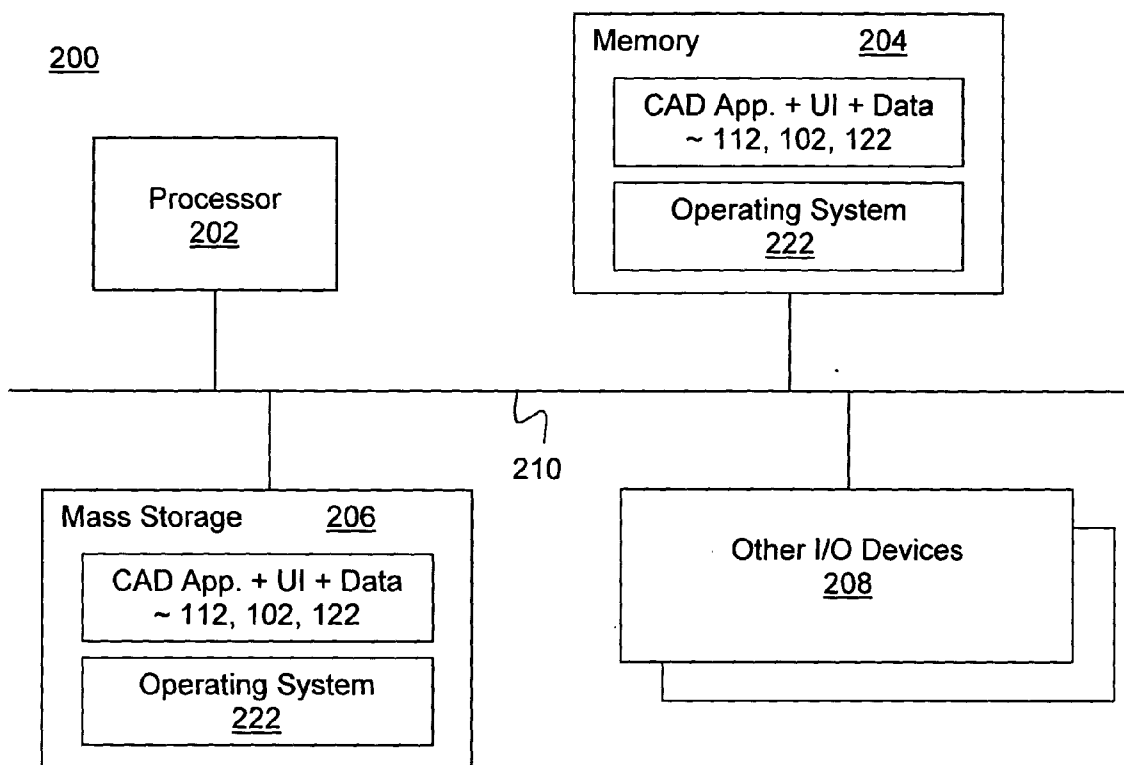 200
Memory 204
CAD App. + UI + Data
~ 112, 102, 122
Operating System
222
Processor
202
210
Mass Storage 206
CAD App. + UI + Data
~ 112, 102, 122
Operating System
222
Other I/O Devices
208